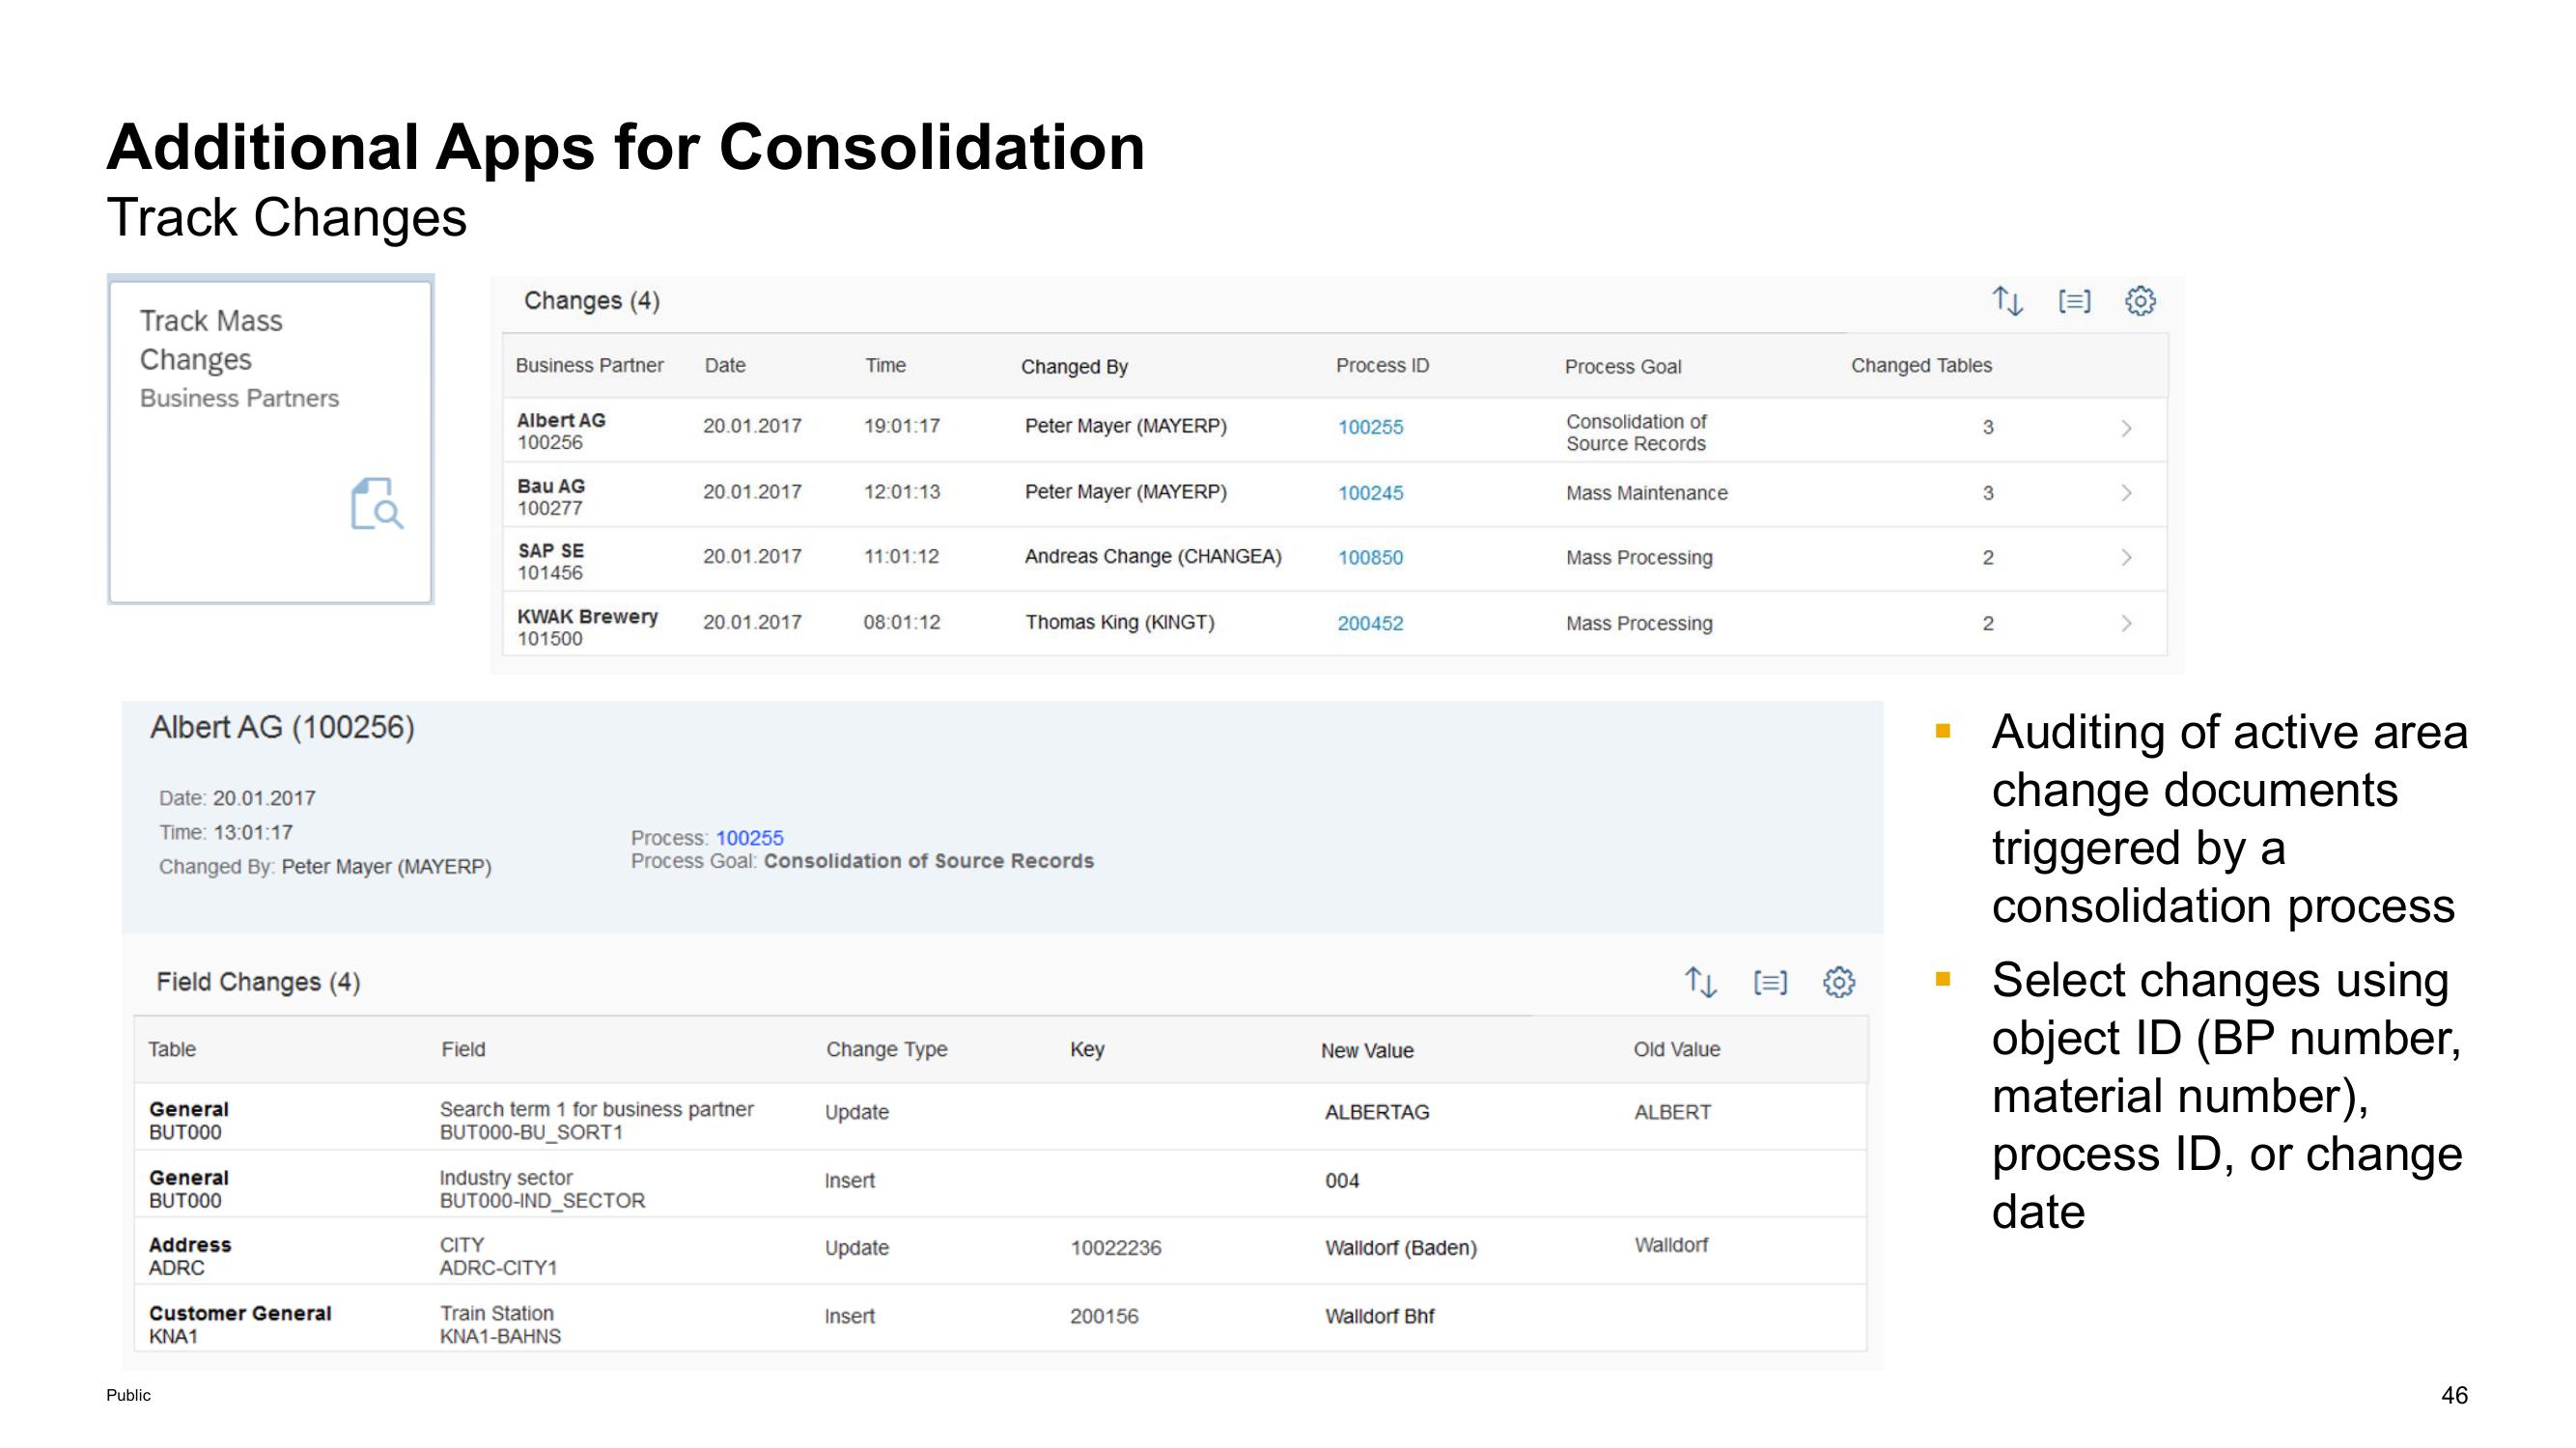 Additional Apps for Consolidation
Track Changes
Track Mass
Changes
Business Partners
Changes (4)
Business Partner Date Time Changed By Process ID Process Goal Changed Tables
Albert AG
100256 20.01.2017 19:01:17 Peter Mayer (MAYERP) 100255 Consolidation of
Source Records 3
Bau AG
100277 20.01.2017 12:01:13 Peter Mayer (MAYERP) 100245 Mass Maintenance 3
SAP SE
101456 20.01.2017 11:01:12 Andreas Change (CHANGEA) 100850 Mass Processing 2
KWAK Brewery
101500 20.01.2017 08:01:12 Thomas King (KINGT) 200452 Mass Processing 2
Albert AG (100256)
Date: 20.01.2017
Time: 13:01:17
Changed By: Peter Mayer (MAYERP)
Process: 100255
Process Goal: Consolidation of Source Records
Field Changes (4)
Table Field Change Type Key New Value Old Value
General Search term 1 for business partner Update ALBERTAG ALBERT
BUT000 BUT000-BU_SORT1
General Industry sector Insert 004
BUT000 BUT000-IND_SECTOR
Address CITY Update 10022236 Walldorf (Baden) Walldorf
ADRC ADRC-CITY1
Customer General Train Station Insert 200156 Walldorf Bhf
KNA1 KNA1-BAHNS
Auditing of active area
change documents
triggered by a
consolidation process
Select changes using
object ID (BP number,
material number),
process ID, or change
date
Public
46